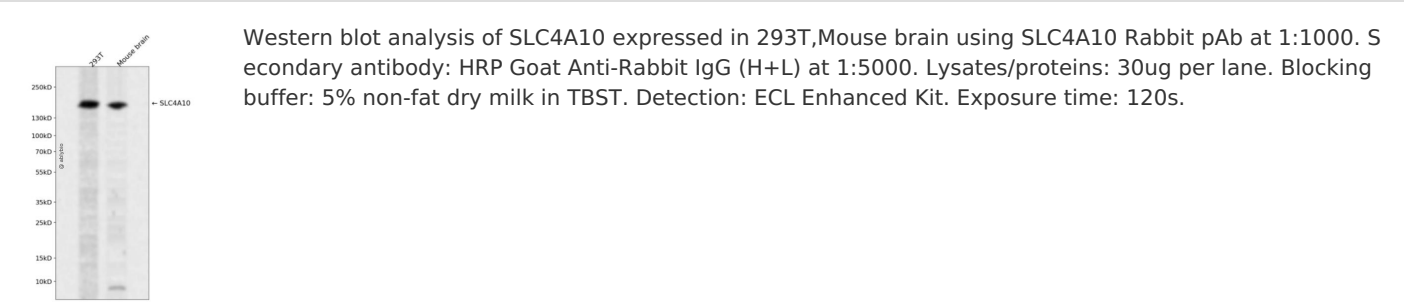 293T
Mouse brain
250kD
130kD
100kD
70kD
55kD
35kD
25kD
15kD
10kD
← SLC4A10
@ ablybio
Western blot analysis of SLC4A10 expressed in 293T,Mouse brain using SLC4A10 Rabbit pAb at 1:1000. S
econdary antibody: HRP Goat Anti-Rabbit IgG (H+L) at 1:5000. Lysates/proteins: 30ug per lane. Blocking
buffer: 5% non-fat dry milk in TBST. Detection: ECL Enhanced Kit. Exposure time: 120s.